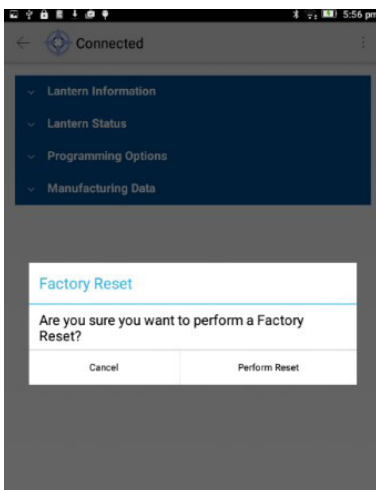 5:56 pm
Connected
Lantern Information
Lantern Status
Programming Options
Manufacturing Data
Factory Reset
Are you sure you want to perform a Factory
Reset?
Cancel
Perform Reset